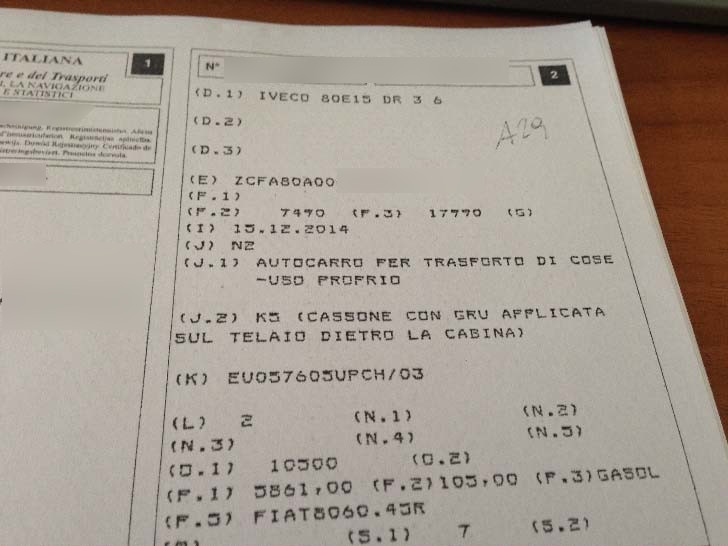 ITALIANA
re e dei Trasporti
I, LA NAVIGAZIONE
E STATISTICI
1
N°
2
(D.1) IVECO 80E15 DR 3 6
(D.2)
A29
(D.3)
(E) ZCFA80A00
(F.1)
(F.2) 7490 (F.3) 17990 (G)
(I) 15.12.2014
(J) N2
(J.1) AUTOCARRO PER TRASPORTO DI COSE
-USO PROPRIO
(J.2) K5 (CASSONE CON GRU APPLICATA
SUL TELAIO DIETRO LA CABINA)
(K) EU057605UPCH/03
(L) 2 (N.1) (N.2)
(N.3) (N.4) (N.5)
(O.1) 10500 (O.2)
(P.1) 5861,00 (P.2)105,00 (P.3)GASOL
(P.5) FIAT8060.45R
(S.1) 7 (S.2)